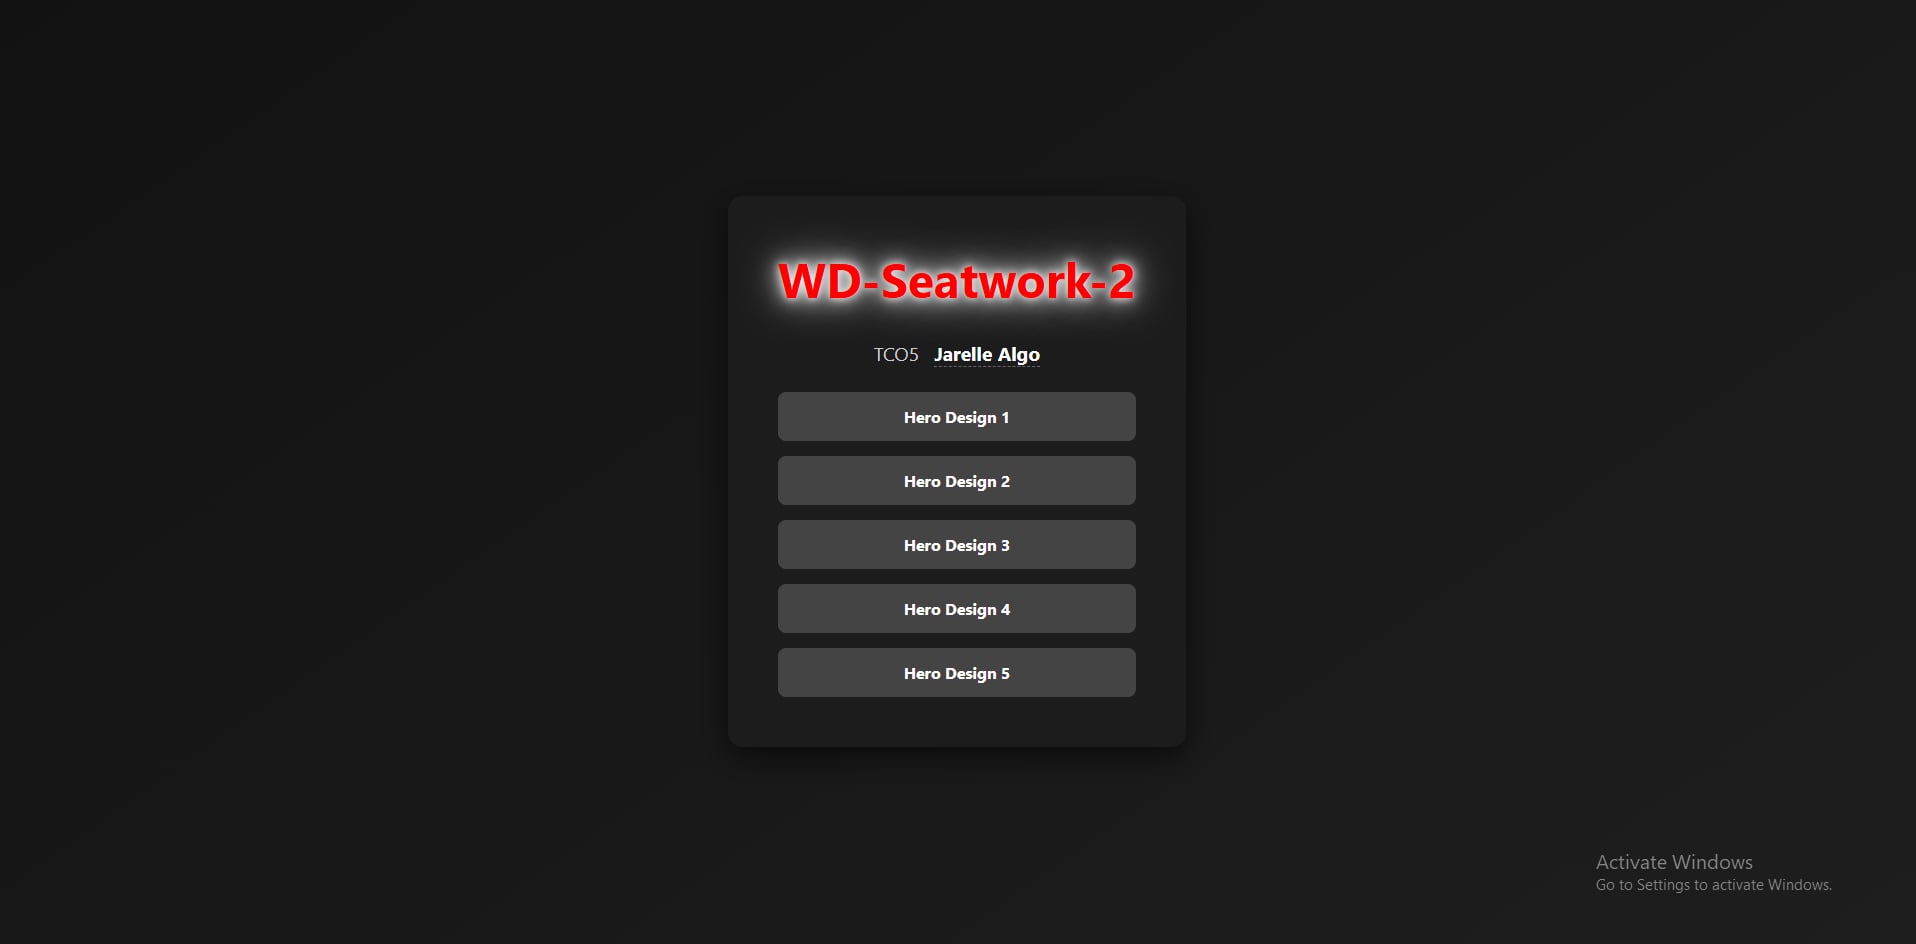 WD-Seatwork-2
TCO5 Jarelle Algo
Hero Design 1
Hero Design 2
Hero Design 3
Hero Design 4
Hero Design 5
Activate Windows
Go to Settings to activate Windows.